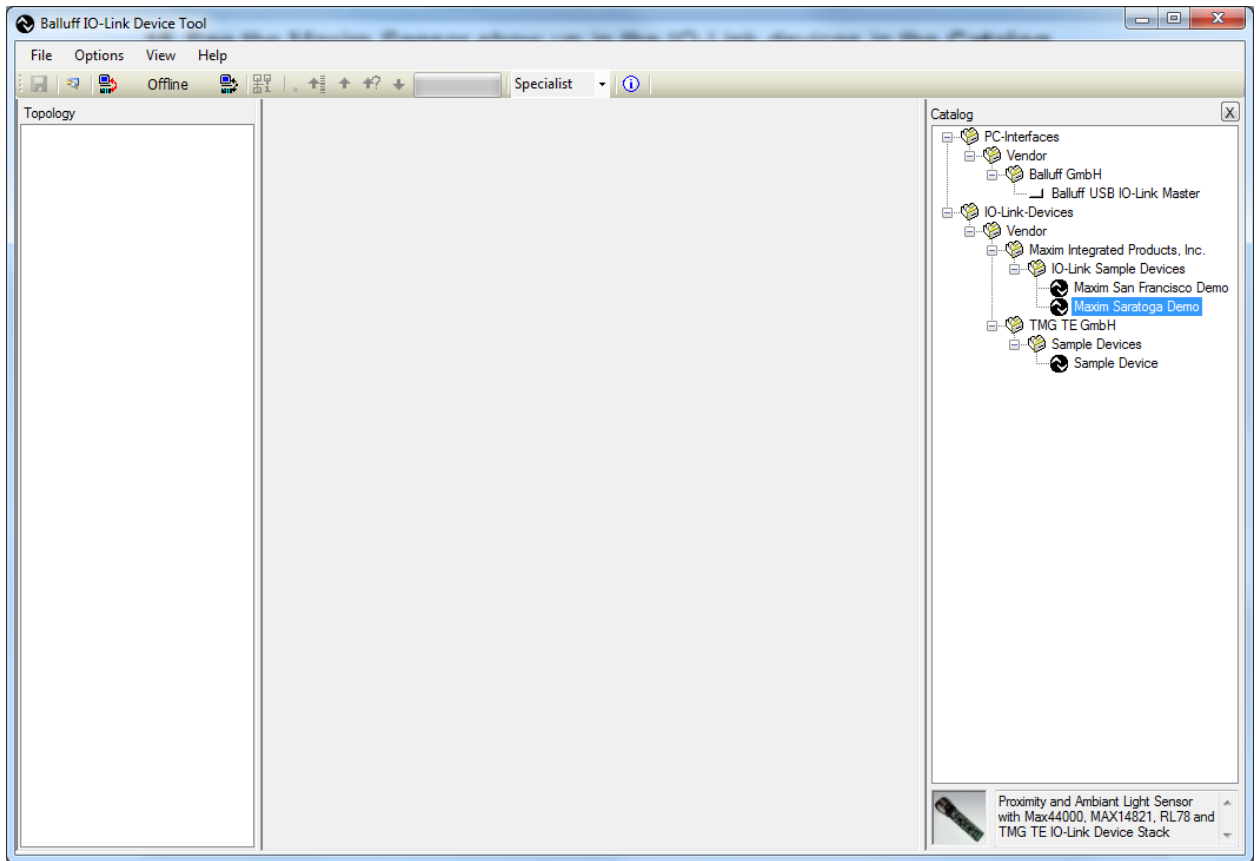 Balluff IO-Link Device Tool
File Options View Help
Offline Specialist
Topology
Catalog
PC-Interfaces
Vendor
Balluff GmbH
Balluff USB IO-Link Master
IO-Link-Devices
Vendor
Maxim Integrated Products, Inc.
IO-Link Sample Devices
Maxim San Francisco Demo
Maxim Saratoga Demo
TMG TE GmbH
Sample Devices
Sample Device
Proximity and Ambiant Light Sensor
with Max44000, MAX14821, RL78 and
TMG TE IO-Link Device Stack